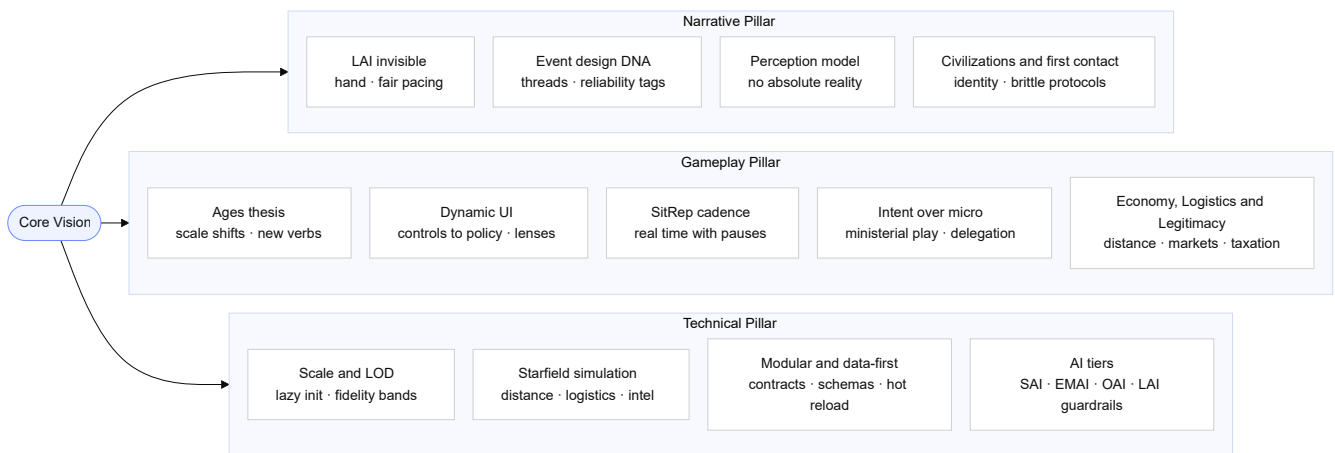 Narrative Pillar
LAI invisible
hand · fair pacing
Event design DNA
threads · reliability tags
Perception model
no absolute reality
Civilizations and first contact
identity · brittle protocols
Gameplay Pillar
Core Vision
Ages thesis
scale shifts · new verbs
Dynamic UI
controls to policy · lenses
SitRep cadence
real time with pauses
Intent over micro
ministerial play · delegation
Economy, Logistics and
Legitimacy
distance · markets · taxation
Technical Pillar
Scale and LOD
lazy init · fidelity bands
Starfield simulation
distance · logistics · intel
Modular and data-first
contracts · schemas · hot
reload
AI tiers
SAI · EMAI · OAI · LAI
guardrails